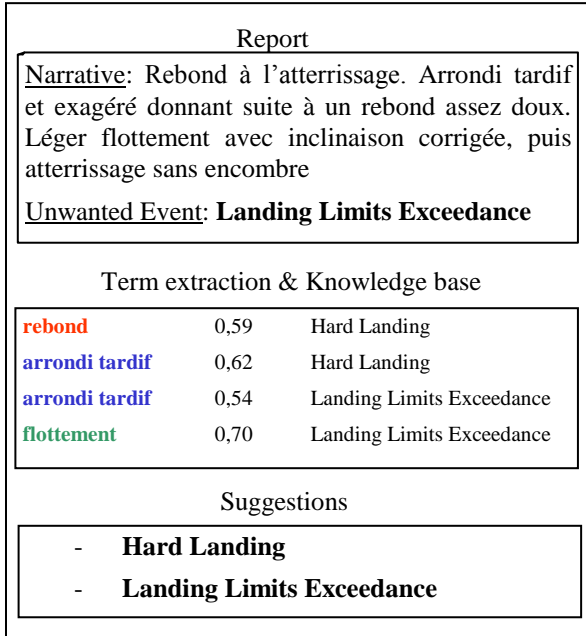 Report
Narrative: Rebond à l’atterrissage. Arrondi tardif
et exagéré donnant suite à un rebond assez doux.
Léger flottement avec inclinaison corrigée, puis
atterrissage sans encombre
Unwanted Event: Landing Limits Exceedance
Term extraction & Knowledge base
rebond 0,59 Hard Landing
arrondi tardif 0,62 Hard Landing
arrondi tardif 0,54 Landing Limits Exceedance
flottement 0,70 Landing Limits Exceedance
Suggestions
- Hard Landing
- Landing Limits Exceedance